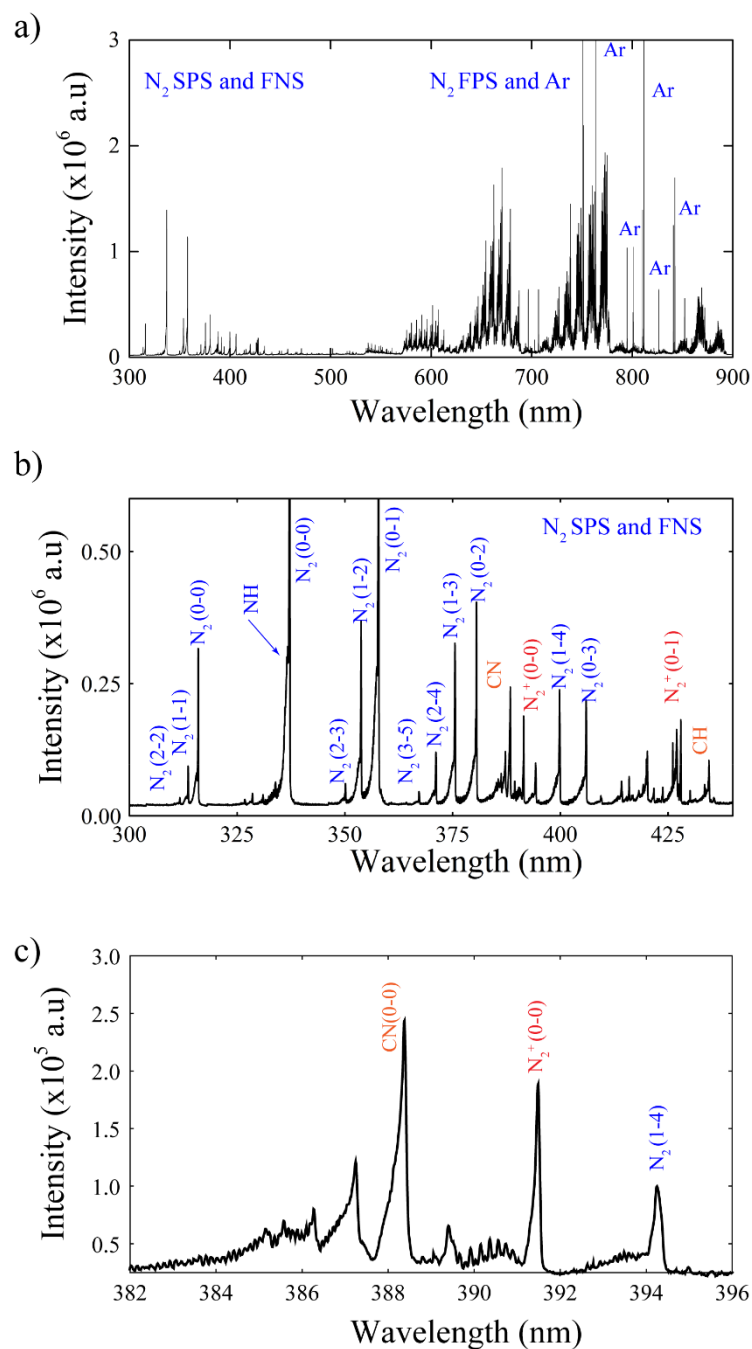 a)
3
2
1
0
Intensity (x10⁶ a.u)
N₂ SPS and FNS
N₂ FPS and Ar
Ar
Ar
Ar
Ar
Ar
300 400 500 600 700 800 900
Wavelength (nm)
b)
0.50
0.25
0.00
Intensity (x10⁶ a.u)
N₂ SPS and FNS
N₂(2-2)
N₂(1-1)
N₂(0-0)
NH
N₂(0-0)
N₂(2-3)
N₂(1-2)
N₂(0-1)
N₂(3-5)
N₂(2-4)
N₂(1-3)
N₂(0-2)
CN
N₂⁺(0-0)
N₂(1-4)
N₂(0-3)
N₂⁺(0-1)
CH
300 325 350 375 400 425
Wavelength (nm)
c)
3.0
2.5
2.0
1.5
1.0
0.5
Intensity (x10⁵ a.u)
CN(0-0)
N₂⁺(0-0)
N₂(1-4)
382 384 386 388 390 392 394 396
Wavelength (nm)